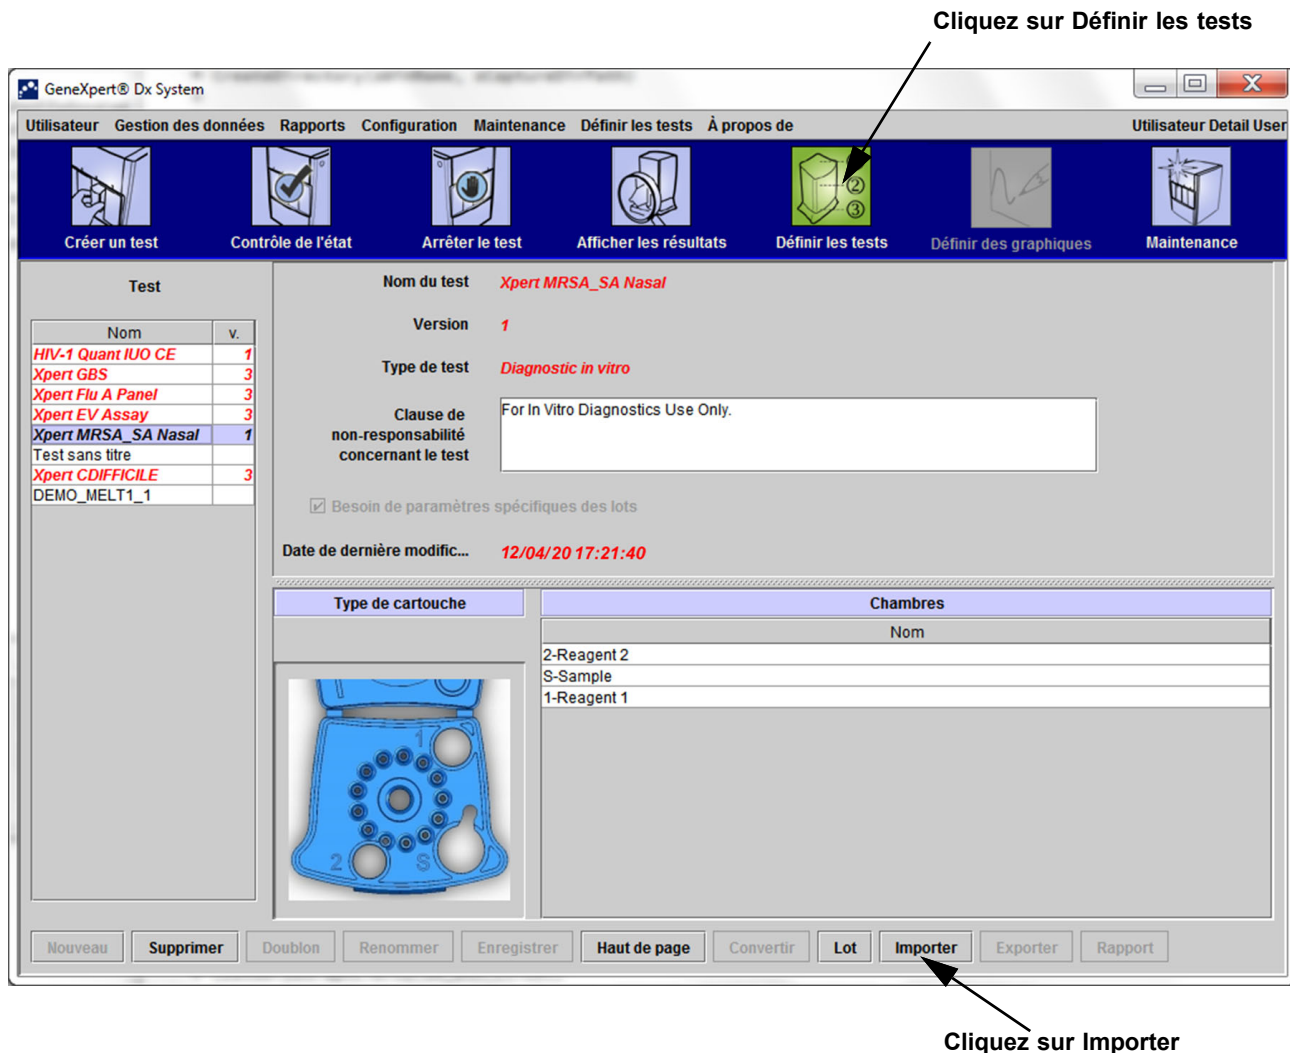 Cliquez sur Définir les tests
GeneXpert® Dx System
Utilisateur Gestion des données Rapports Configuration Maintenance Définir les tests À propos de Utilisateur Detail User
Créer un test Contrôle de l'état Arrêter le test Afficher les résultats Définir les tests Définir des graphiques Maintenance
2
3
Test
Nom v.
HIV-1 Quant IUO CE 1
Xpert GBS 3
Xpert Flu A Panel 3
Xpert EV Assay 3
Xpert MRSA_SA Nasal 1
Test sans titre
Xpert CDIFFICILE 3
DEMO_MELT1_1
Nom du test Xpert MRSA_SA Nasal
Version 1
Type de test Diagnostic in vitro
Clause de
non-responsabilité
concernant le test
For In Vitro Diagnostics Use Only.
Besoin de paramètres spécifiques des lots
Date de dernière modific... 12/04/20 17:21:40
Type de cartouche
1
2 S
Chambres
Nom
2-Reagent 2
S-Sample
1-Reagent 1
Nouveau Supprimer Doublon Renommer Enregistrer Haut de page Convertir Lot Importer Exporter Rapport
Cliquez sur Importer